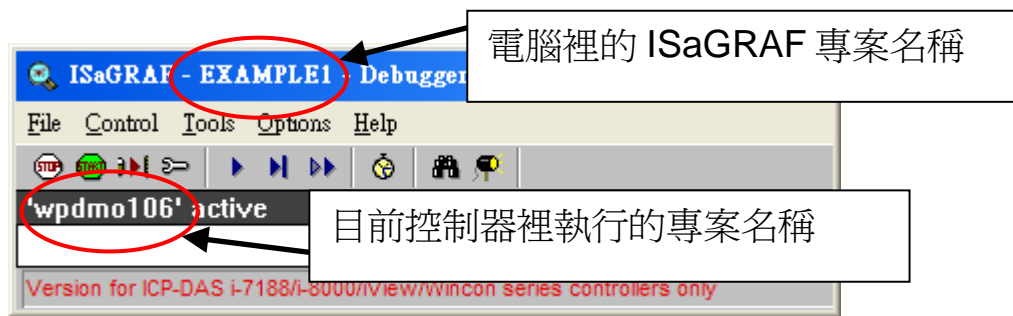 電腦裡的 ISaGRAF 專案名稱
ISaGRAF - EXAMPLE1 - Debugger
File Control Tools Options Help
STOP START
'wpdmo106' active
目前控制器裡執行的專案名稱
Version for ICP-DAS i-7188/i-8000/iView/Wincon series controllers only